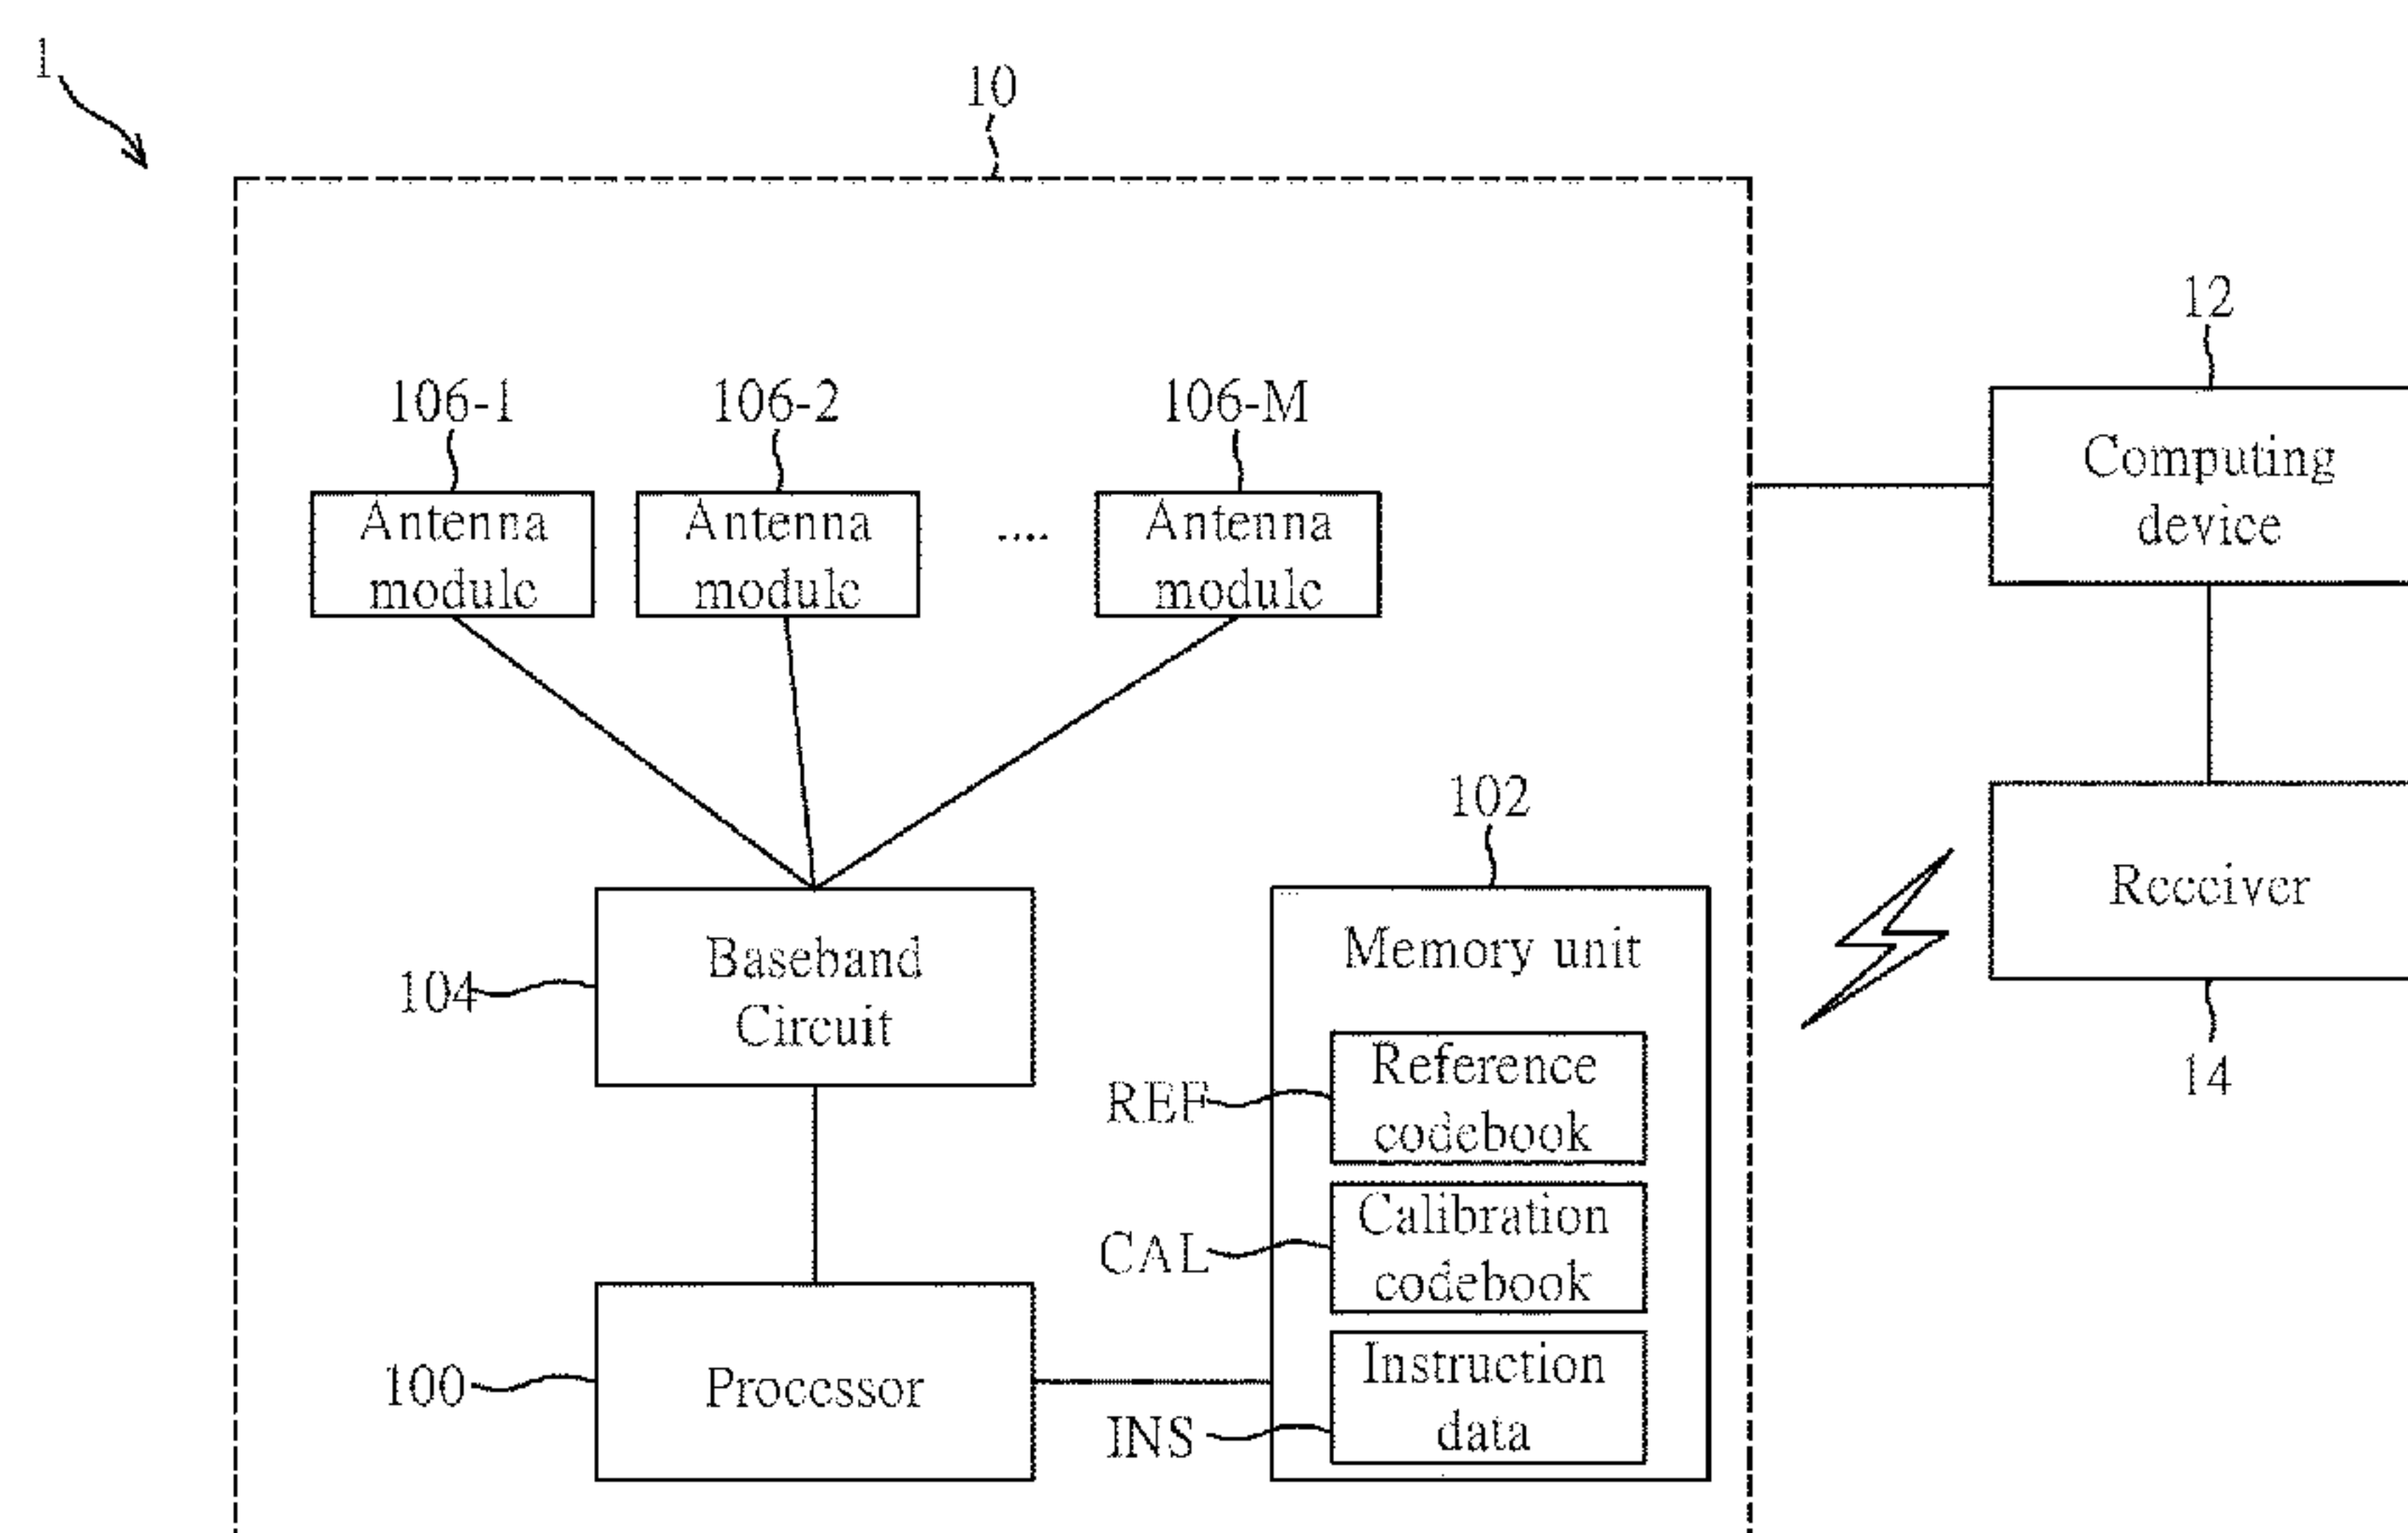 1
10
12
106-1
106-2
106-M
Computing
device
Antenna
module
Antenna
module
....
Antenna
module
102
Receiver
Memory unit
Baseband
Circuit
104
Reference
codebook
REF
14
Calibration
codebook
CAL
Processor
100
Instruction
data
INS